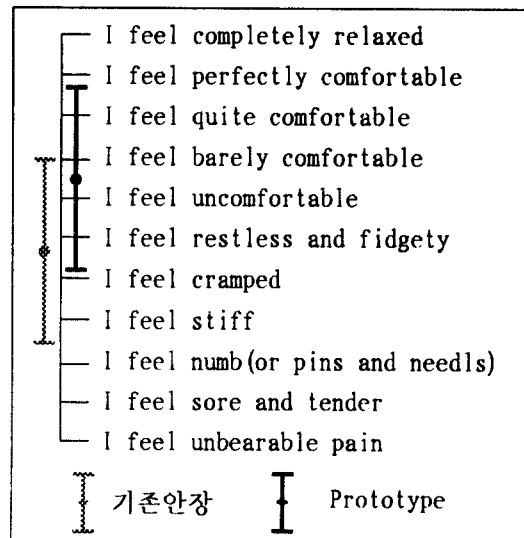 I feel completely relaxed
I feel perfectly comfortable
I feel quite comfortable
I feel barely comfortable
I feel uncomfortable
I feel restless and fidgety
I feel cramped
I feel stiff
I feel numb(or pins and needls)
I feel sore and tender
I feel unbearable pain
기존안장 Prototype